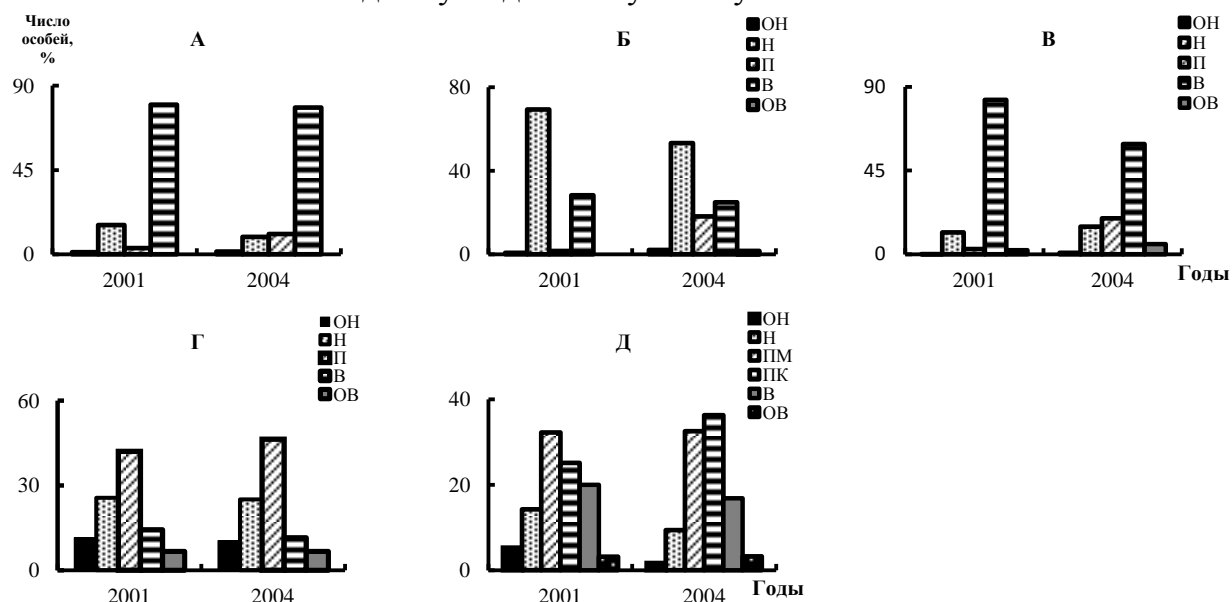 Число
особей,
%
А
90
45
0
2001
2004
Б
ОН
Н
П
В
ОВ
80
40
0
2001
2004
В
ОН
Н
П
В
ОВ
90
45
0
2001
2004
Годы
Г
ОН
Н
П
В
ОВ
60
30
0
2001
2004
Д
ОН
Н
ПМ
ПК
В
ОВ
40
20
0
2001
2004
Годы